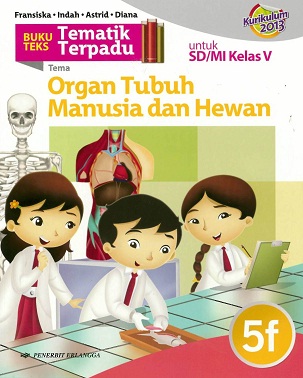 Fransiska • Indah • Astrid • Diana
BUKU TEKS
Tematik
Terpadu
Kurikulum
2013
untuk
SD/MI Kelas V
Tema
Organ Tubuh
Manusia dan Hewan
5f
PENERBIT ERLANGGA